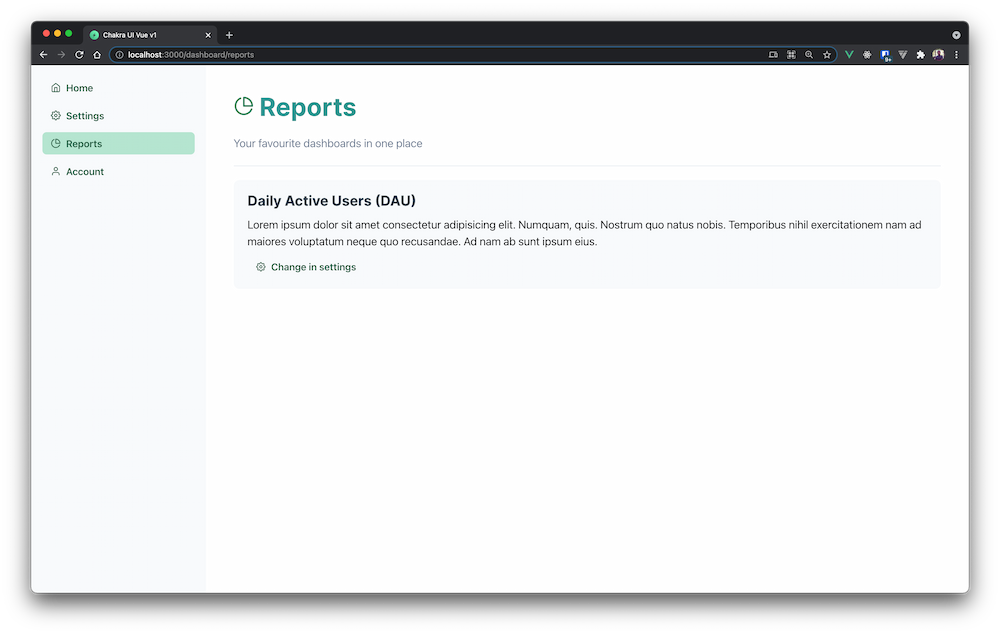 Chakra UI Vue v1
localhost:3000/dashboard/reports
9+
Home
Settings
Reports
Account
Reports
Your favourite dashboards in one place
Daily Active Users (DAU)
Lorem ipsum dolor sit amet consectetur adipisicing elit. Numquam, quis. Nostrum quo natus nobis. Temporibus nihil exercitationem nam ad
maiores voluptatum neque quo recusandae. Ad nam ab sunt ipsum eius.
Change in settings